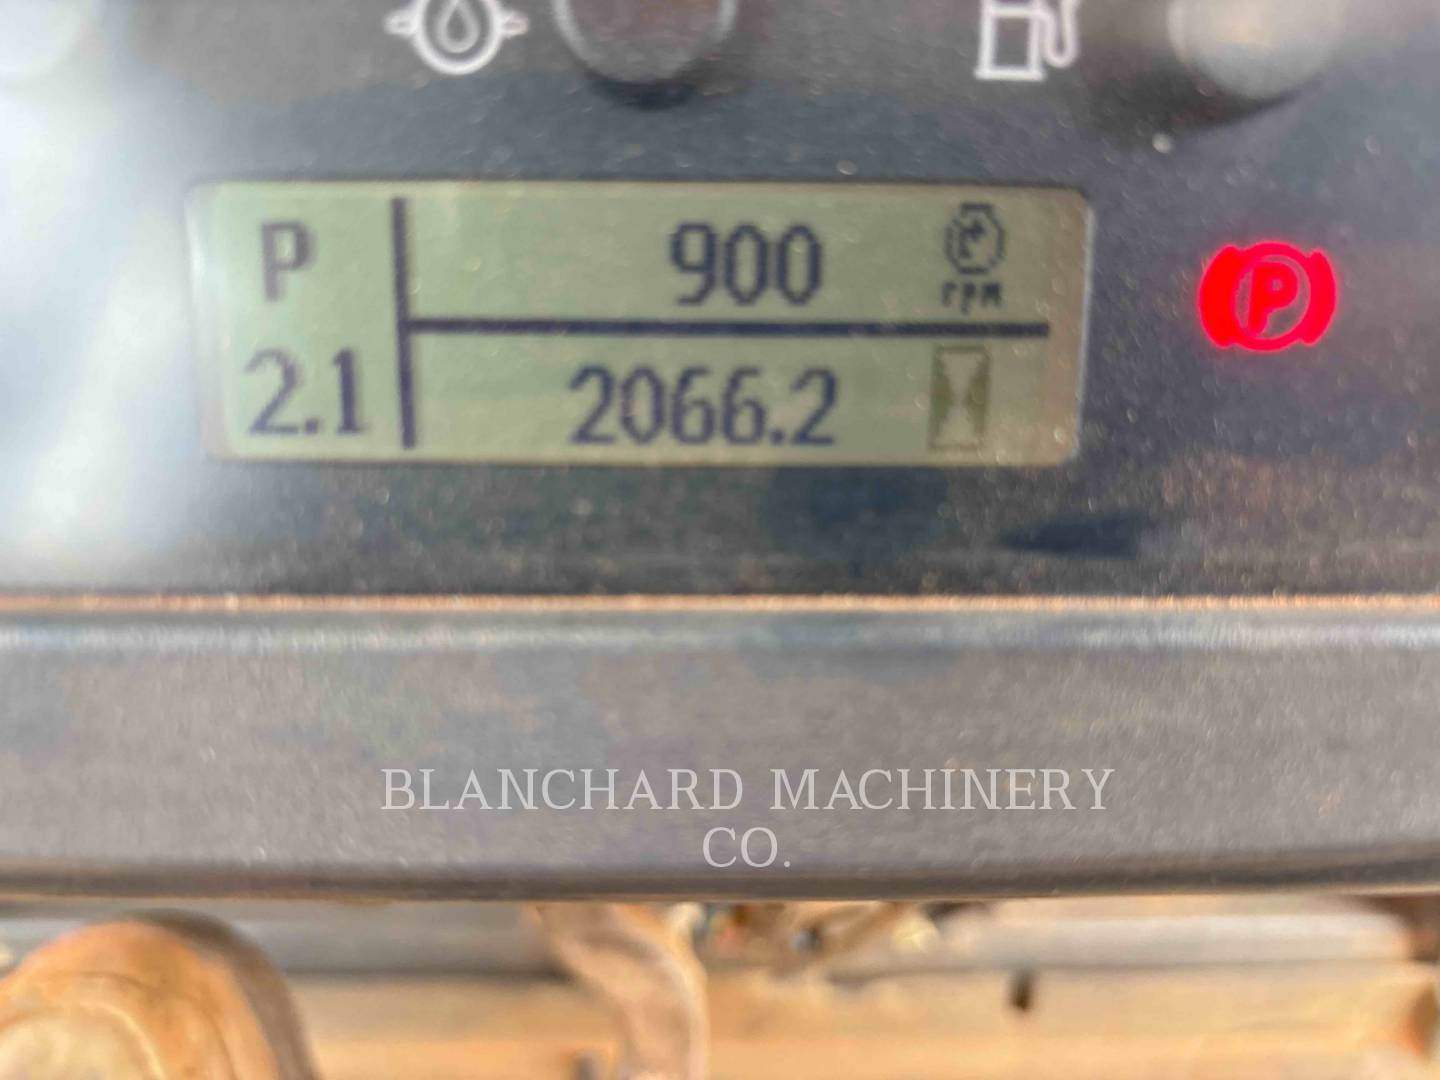 P 900
rpm
2.1 2066.2
P
BLANCHARD MACHINERY
CO.